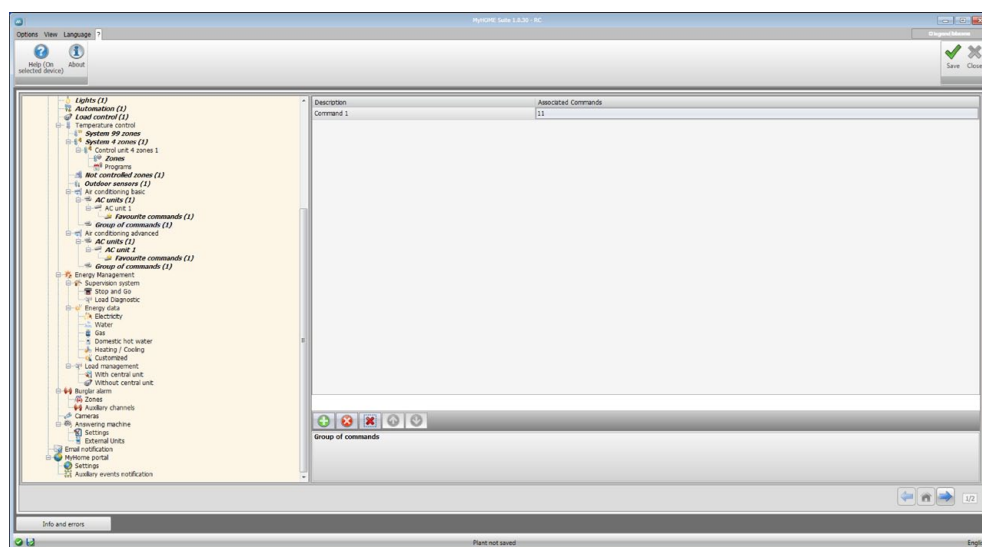 MyHOME Suite 1.0.30 - RC
Options View Language ?
Help (On
selected device)
About
Save Close
Lights (1)
Automation (1)
Load control (1)
Temperature control
System 99 zones
System 4 zones (1)
Control unit 4 zones 1
Zones
Programs
Not controlled zones (1)
Outdoor sensors (1)
Air conditioning basic
AC units (1)
AC unit 1
Favourite commands (1)
Group of commands (1)
Air conditioning advanced
AC units (1)
AC unit 1
Favourite commands (1)
Group of commands (1)
Energy Management
Supervision system
Stop and Go
Load Diagnostic
Energy data
Electricity
Water
Gas
Domestic hot water
Heating / Cooling
Customized
Load management
With central unit
Without central unit
Burglar alarm
Zones
Auxiliary channels
Cameras
Answering machine
Settings
External Units
Email notification
MyHome portal
Settings
Auxiliary events notification
Description Associated Commands
Command 1 11
Group of commands
1/2
Info and errors
Plant not saved
Englis